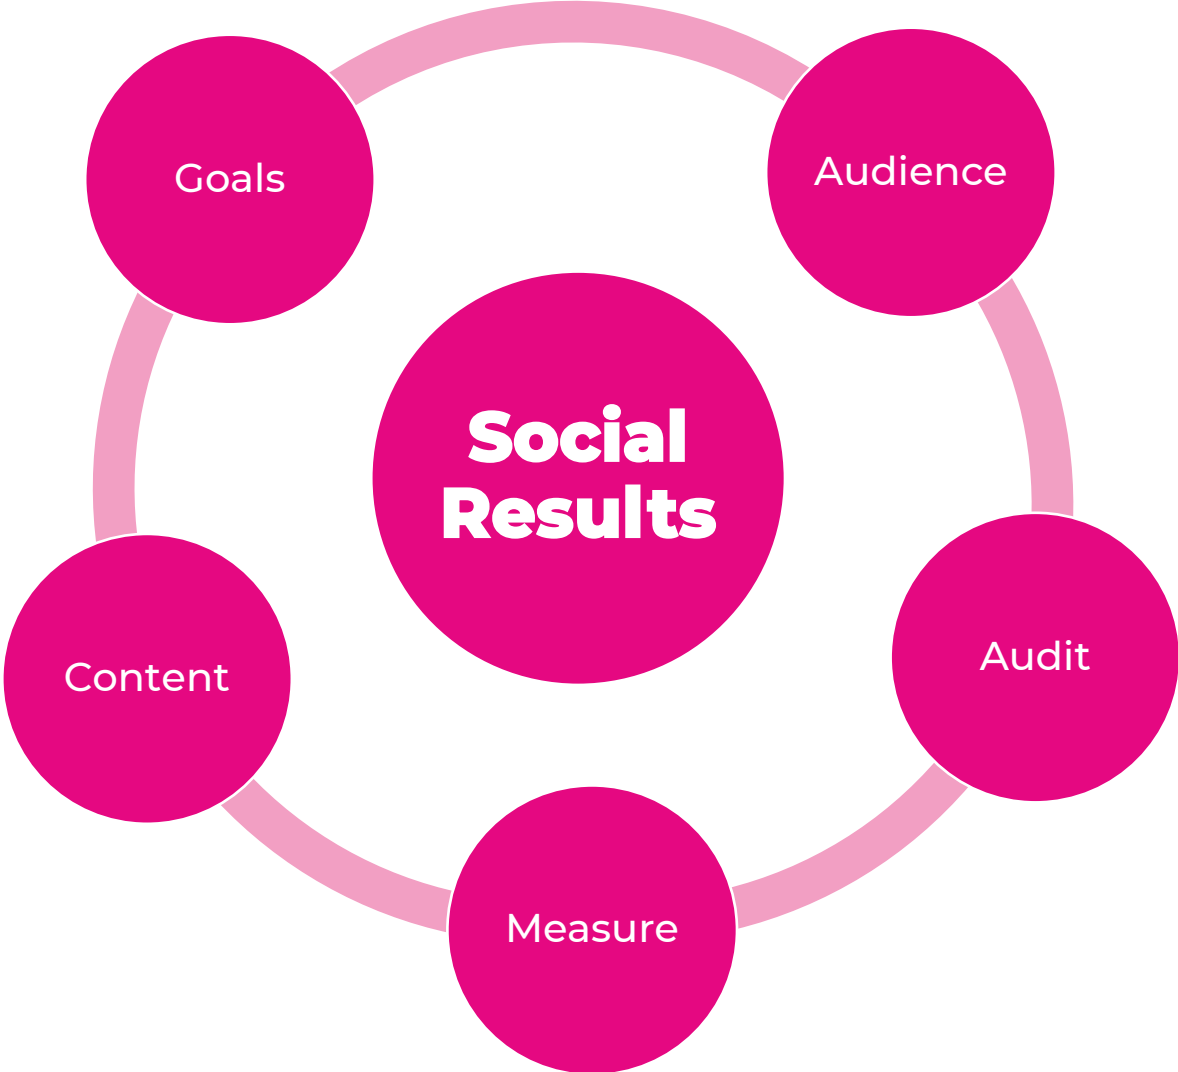 Goals
Audience
Social
Results
Content
Audit
Measure